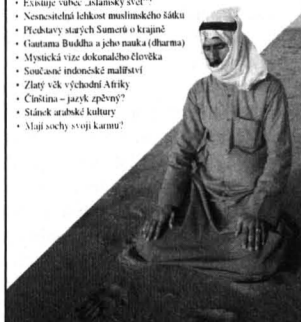 • Existuje vůbec „islámský svět“?
• Nesnesitelná lehkost muslimského šátku
• Představy starých Sumerů o krajině
• Gautama Buddha a jeho nauka (dharma)
• Mystická vize dokonalého člověka
• Současné indonéské malířství
• Zlatý věk východní Afriky
• Čínština – jazyk zpěvný?
• Stánek arabské kultury
• Mají sochy svoji karmu?